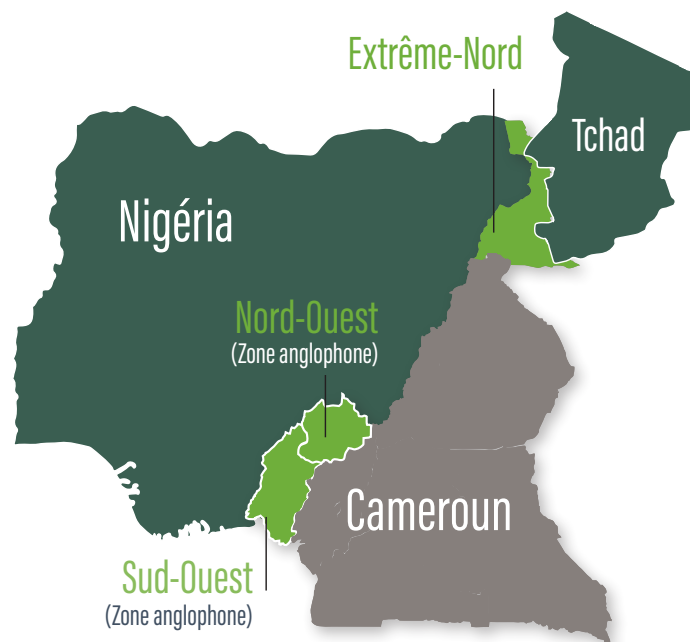 Extrême-Nord
Tchad
Nigéria
Nord-Ouest
(Zone anglophone)
Cameroun
Sud-Ouest
(Zone anglophone)